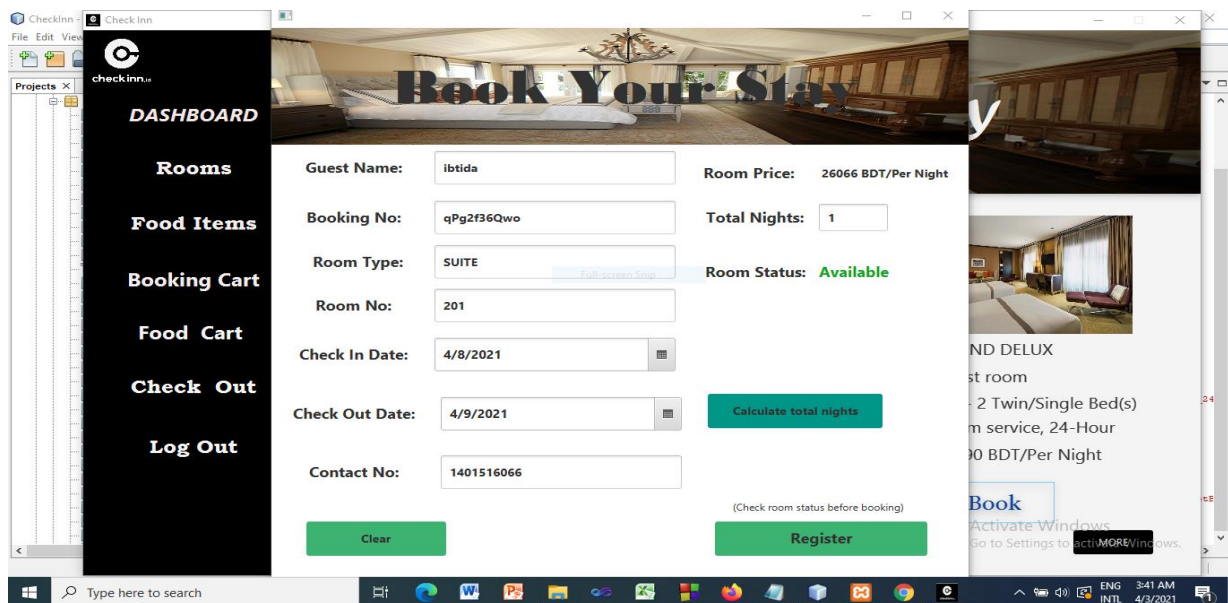 CheckInn -
Check Inn
File Edit View
Projects
checkinn.
DASHBOARD
Rooms
Food Items
Booking Cart
Food Cart
Check Out
Log Out
Book Your Stay
y
Guest Name: ibtida
Room Price: 26066 BDT/Per Night
Booking No: qPg2f36Qwo
Total Nights: 1
Room Type: SUITE
Full-screen Snip
Room Status: Available
Room No: 201
Check In Date: 4/8/2021
Check Out Date: 4/9/2021
Calculate total nights
Contact No: 1401516066
(Check room status before booking)
Clear
Register
ND DELUX
st room
- 2 Twin/Single Bed(s)
m service, 24-Hour
90 BDT/Per Night
Book
Activate Windows
Go to Settings to activate Windows.
MORE
24
Type here to search
ENG
INTL
3:41 AM
4/3/2021